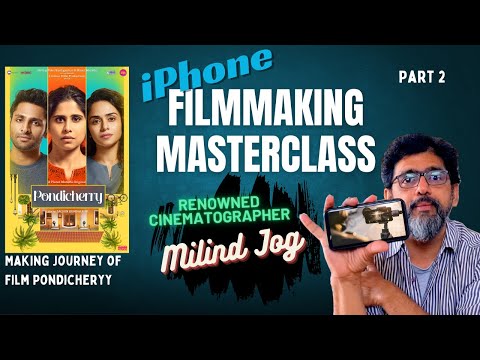 iPhone
FILMMAKING
MASTERCLASS
PART 2
RENOWNED
CINEMATOGRAPHER
Milind Jog
Pondicherry
MAKING JOURNEY OF
FILM PONDICHERYY